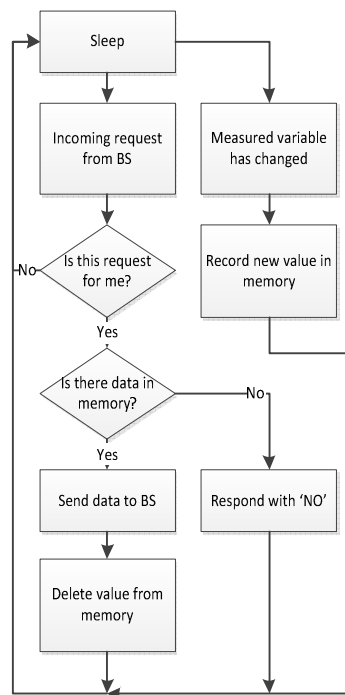 Sleep
Incoming request
from BS
Measured variable
has changed
Is this request
for me?
Record new value in
memory
No
Yes
Is there data in
memory?
No
Yes
Send data to BS
Respond with ‘NO’
Delete value from
memory